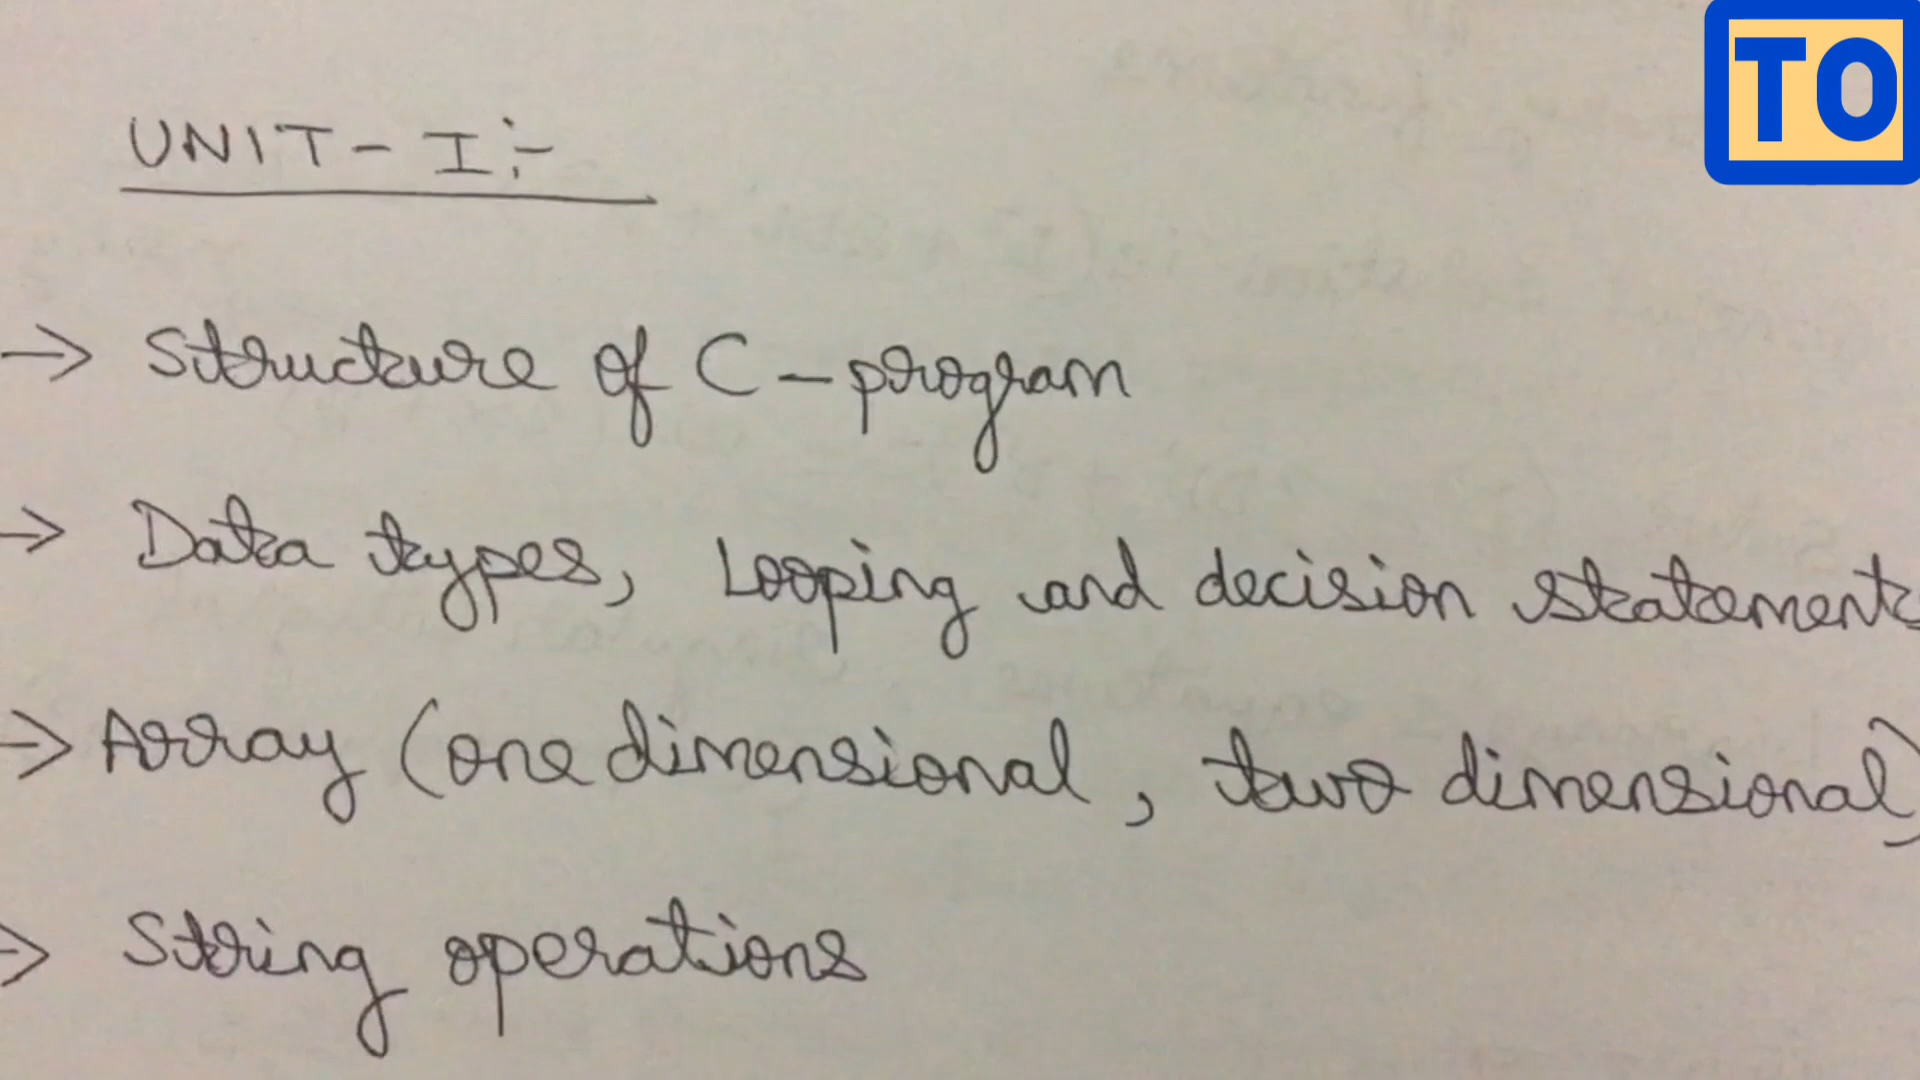 TO
UNIT - I :-
→ Structure of C - program
→ Data types, Looping and decision statements
→ Array (one dimensional, two dimensional)
→ String operations